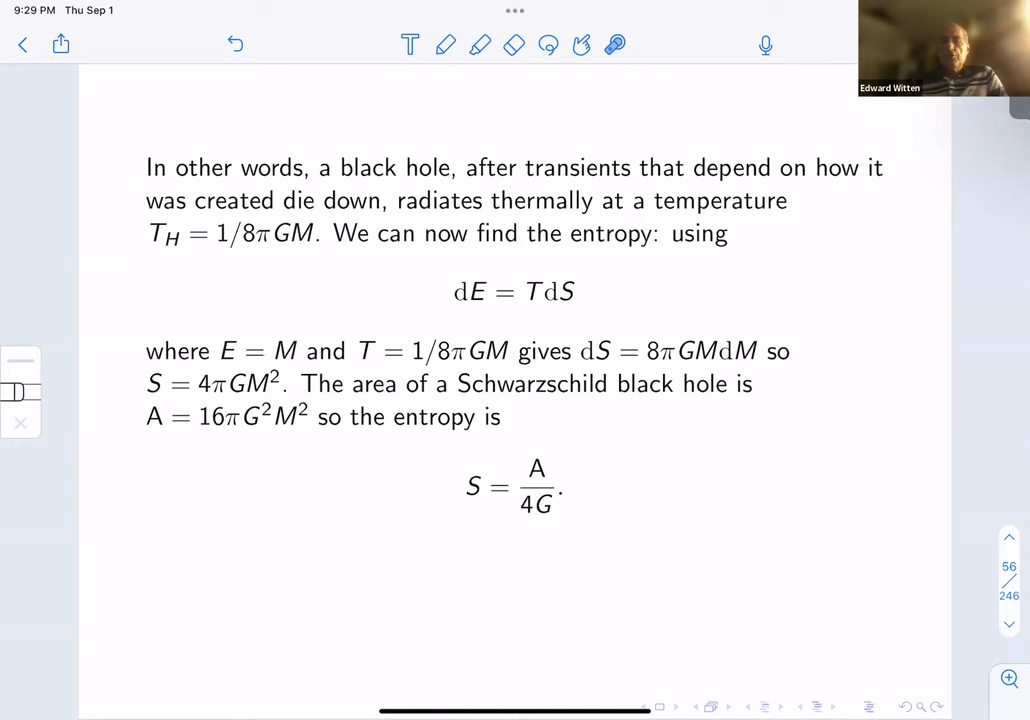 9:29 PM Thu Sep 1
Edward Witten
In other words, a black hole, after transients that depend on how it
was created die down, radiates thermally at a temperature
T_H = 1/8πGM. We can now find the entropy: using
dE = TdS
where E = M and T = 1/8πGM gives dS = 8πGMdM so
S = 4πGM². The area of a Schwarzschild black hole is
A = 16πG²M² so the entropy is
S = A/4G.
56
/
246